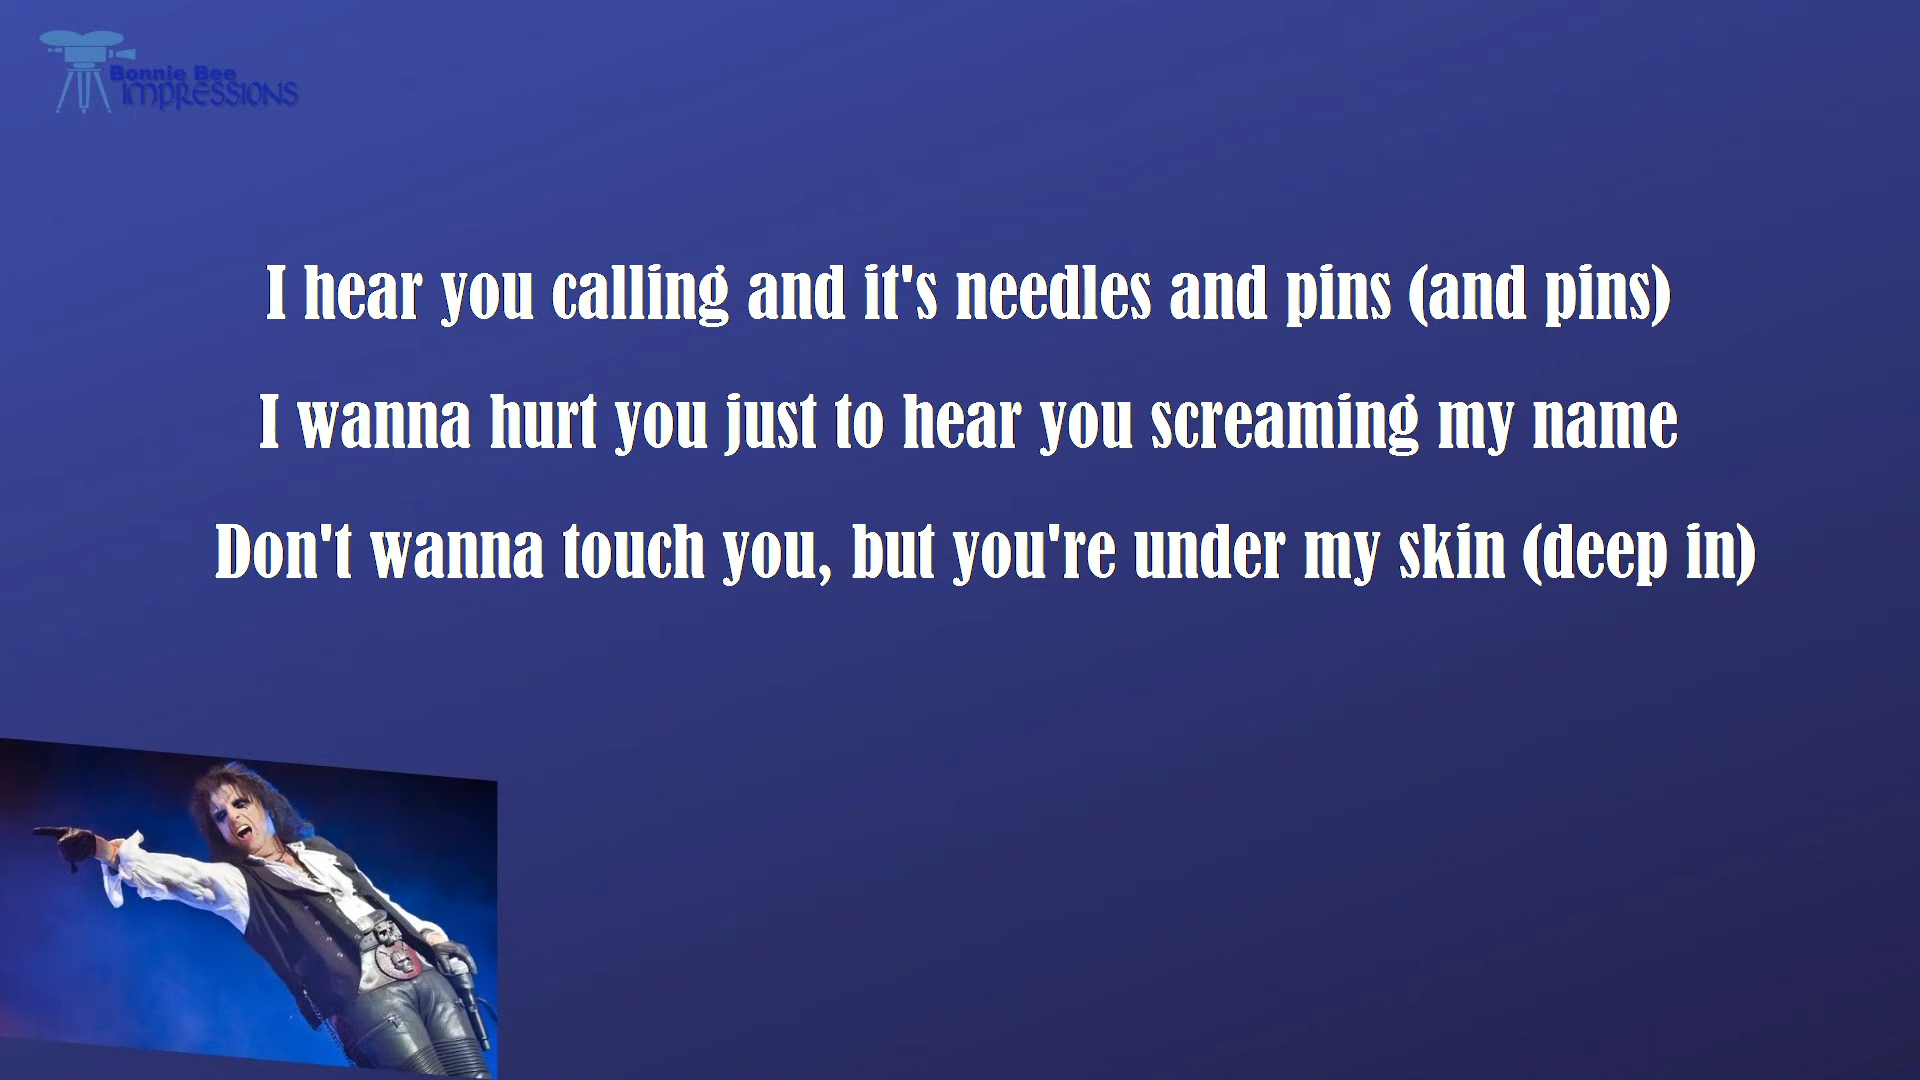 Bonnie Bee
IMPRESSIONS
I hear you calling and it's needles and pins (and pins)
I wanna hurt you just to hear you screaming my name
Don't wanna touch you, but you're under my skin (deep in)